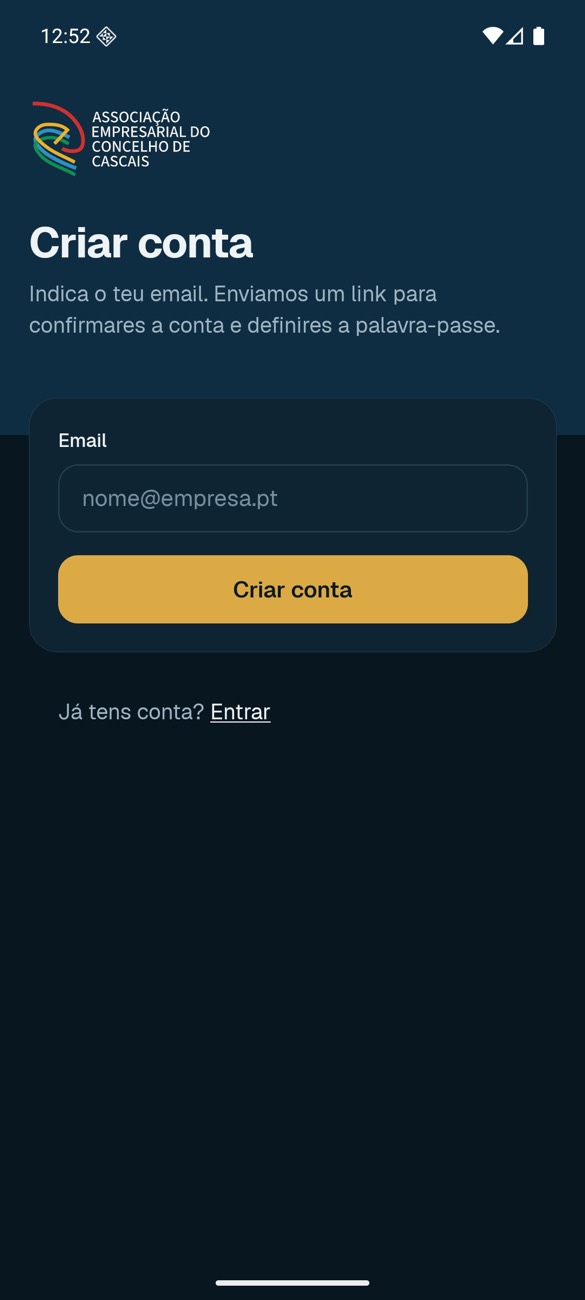 12:52
ASSOCIAÇÃO
EMPRESARIAL DO
CONCELHO DE
CASCAIS
Criar conta
Indica o teu email. Enviamos um link para
confirmares a conta e definires a palavra-passe.
Email
nome@empresa.pt
Criar conta
Já tens conta? Entrar